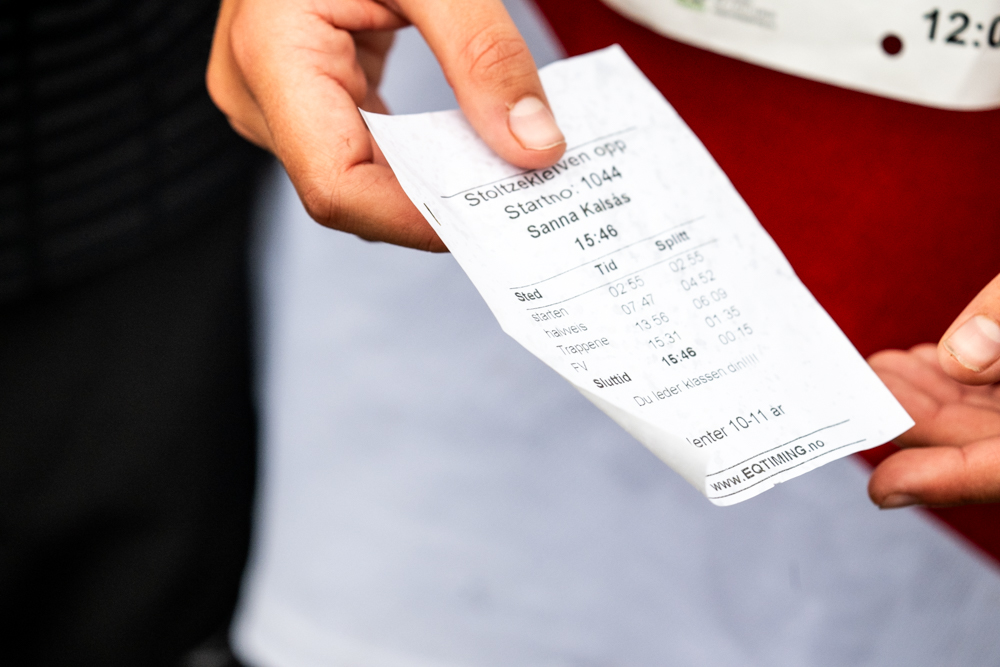 12:0
Stoltzekleiven opp
Startno: 1044
Sanna Kalsås
15:46
Sted Tid Splitt
starten 02:55 02:55
halvveis 07:47 04:52
Trappene 13:56 06:09
FV 15:31 01:35
Sluttid 15:46 00:15
Du leder klassen din!!!!!
enter 10-11 år
www.EQTIMING.no